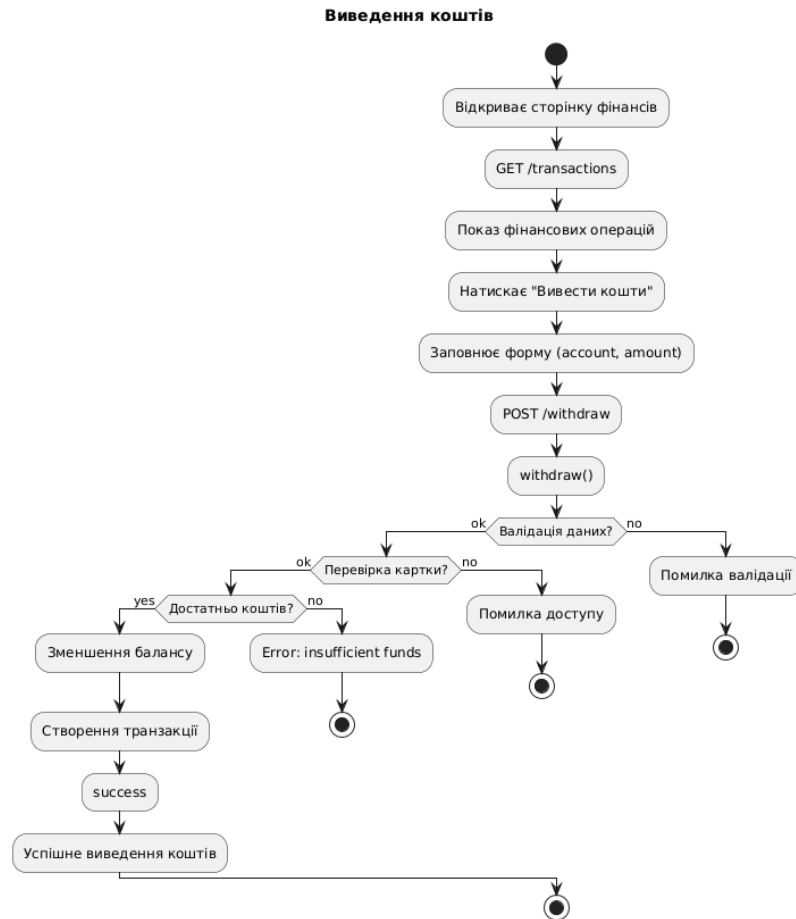 Виведення коштів
Відкриває сторінку фінансів
GET /transactions
Показ фінансових операцій
Натискає "Вивести кошти"
Заповнює форму (account, amount)
POST /withdraw
withdraw()
ok
Валідація даних?
no
ok
Перевірка картки?
no
Помилка валідації
yes
Достатньо коштів?
no
Помилка доступу
Зменшення балансу
Error: insufficient funds
Створення транзакції
success
Успішне виведення коштів